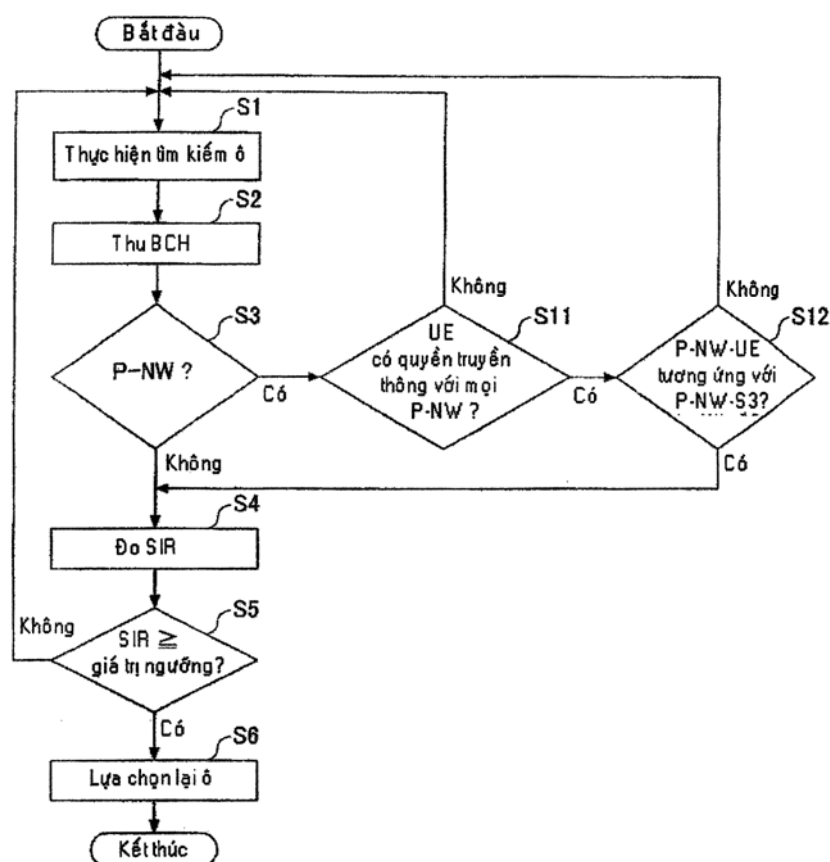 Bắt đầu
S1
Thực hiện tìm kiếm ô
S2
Thu BCH
S3
P-NW ?
Có
Không
Không
UE
có quyền truyền
thông với mọi
P-NW ?
S11
Có
Không
P-NW-UE
tương ứng với
P-NW-S3?
S12
Có
S4
Đo SIR
S5
SIR ≧
giá trị ngưỡng?
Không
Có
S6
Lựa chọn lại ô
Kết thúc